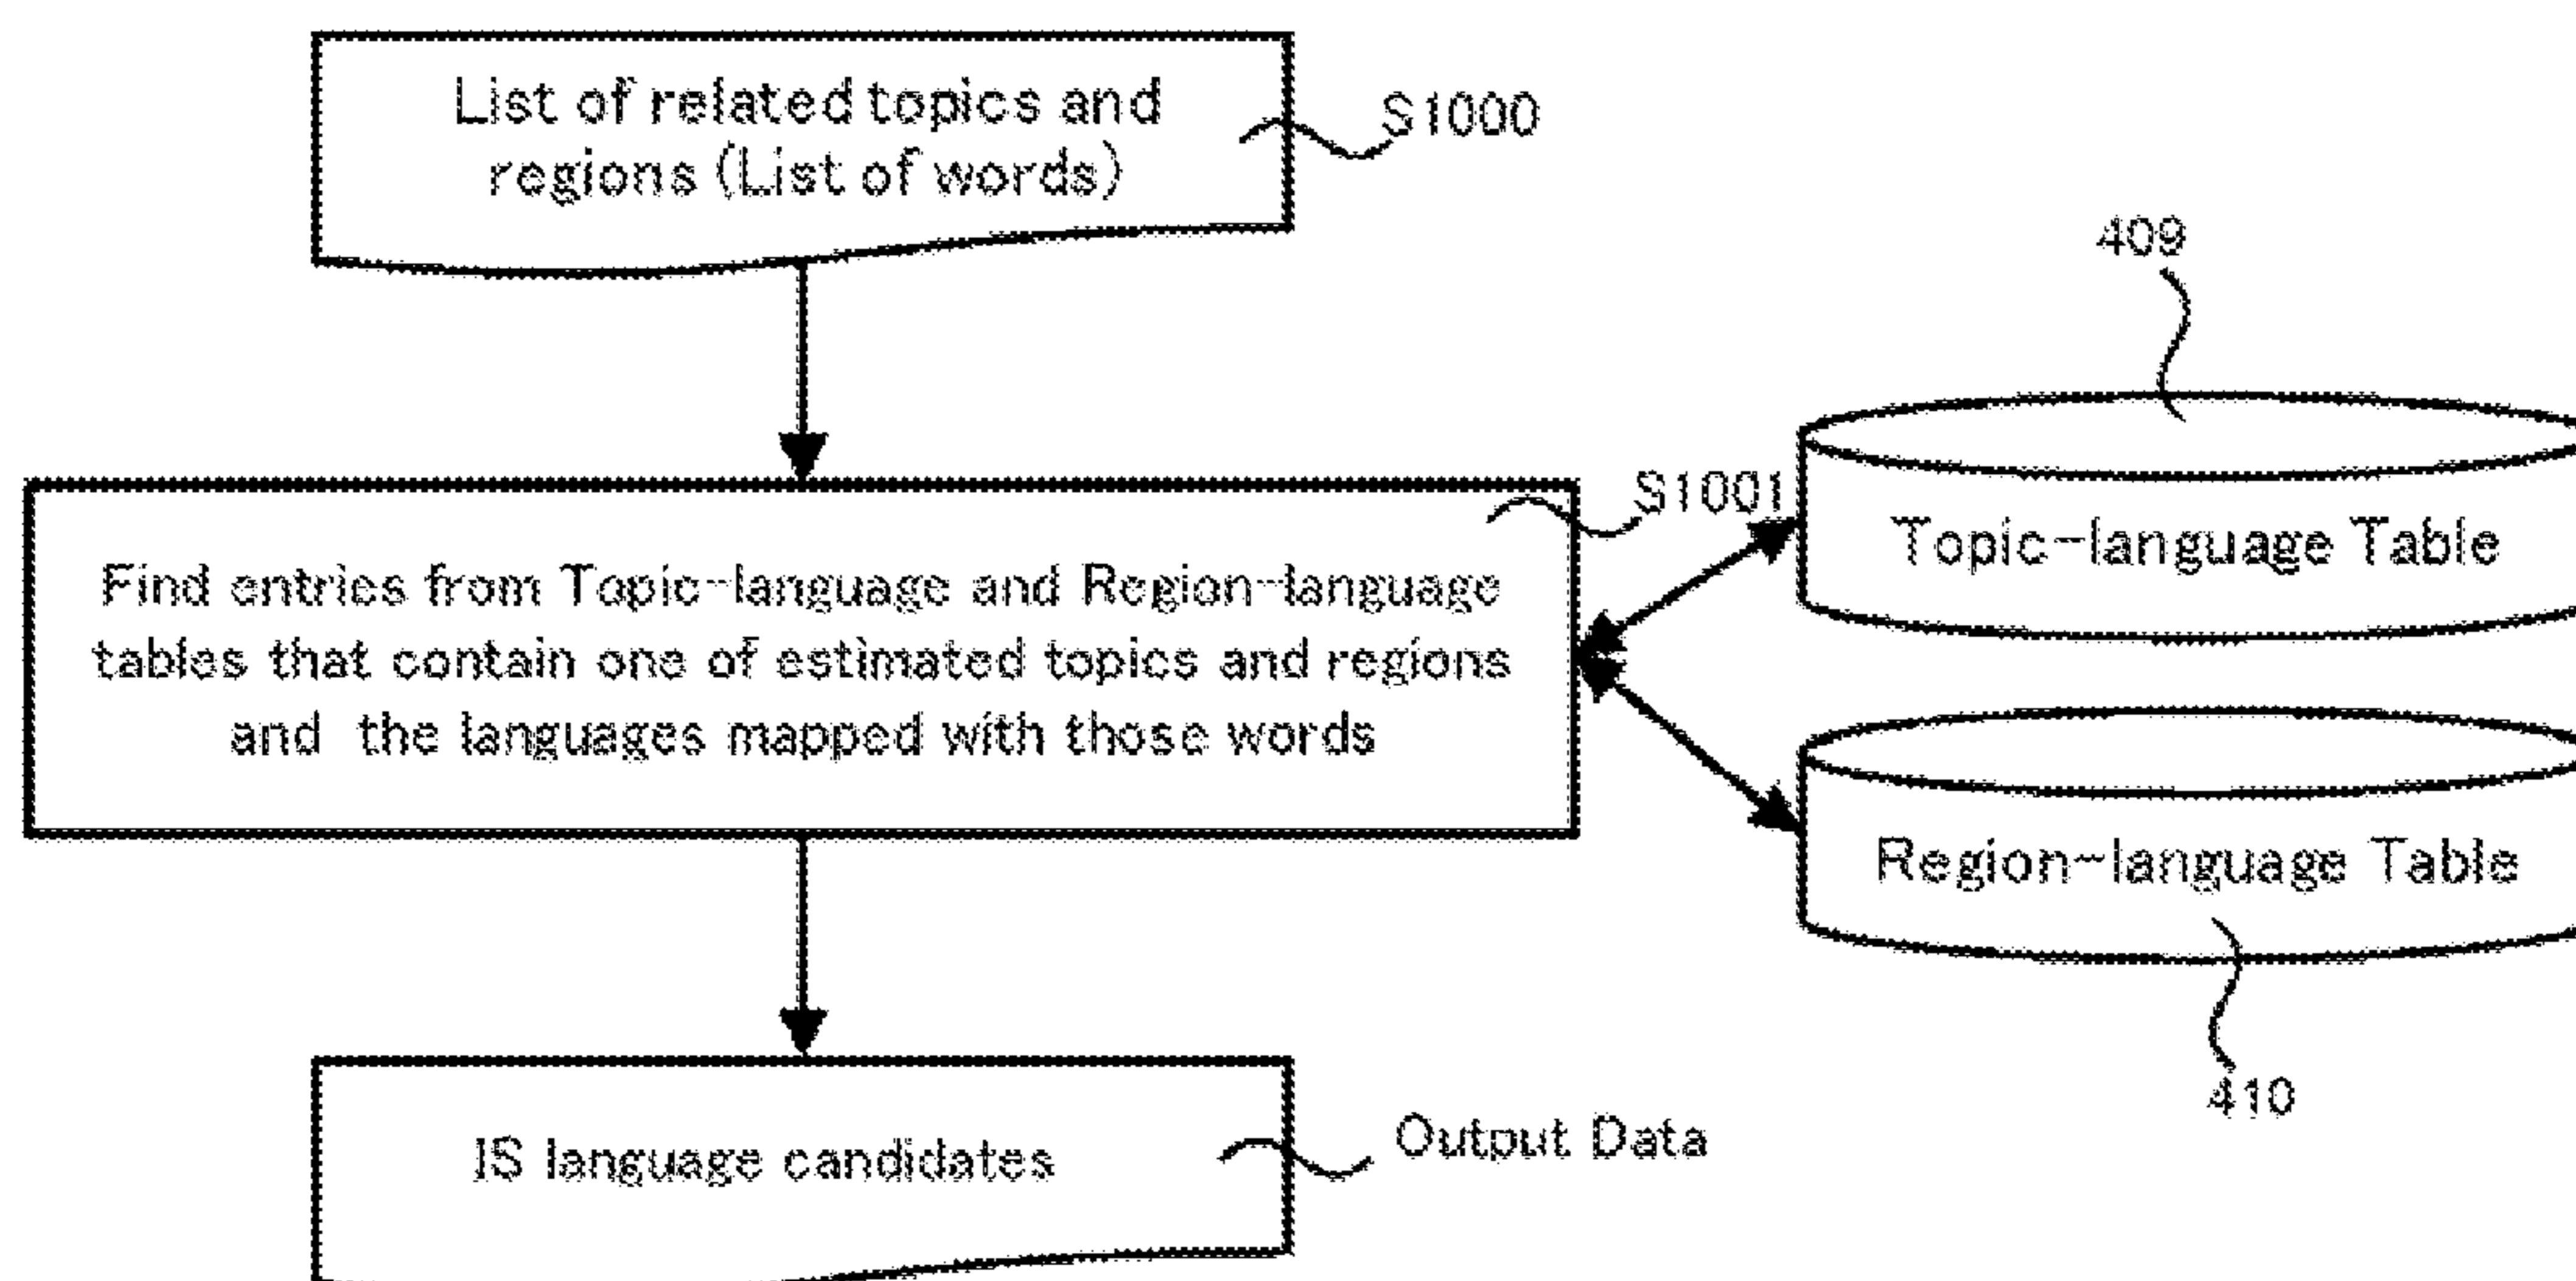 List of related topics and
regions (List of words)
S1000
409
S1001
Topic-language Table
Find entries from Topic-language and Region-language
tables that contain one of estimated topics and regions
and the languages mapped with those words
Region-language Table
410
IS language candidates
Output Data